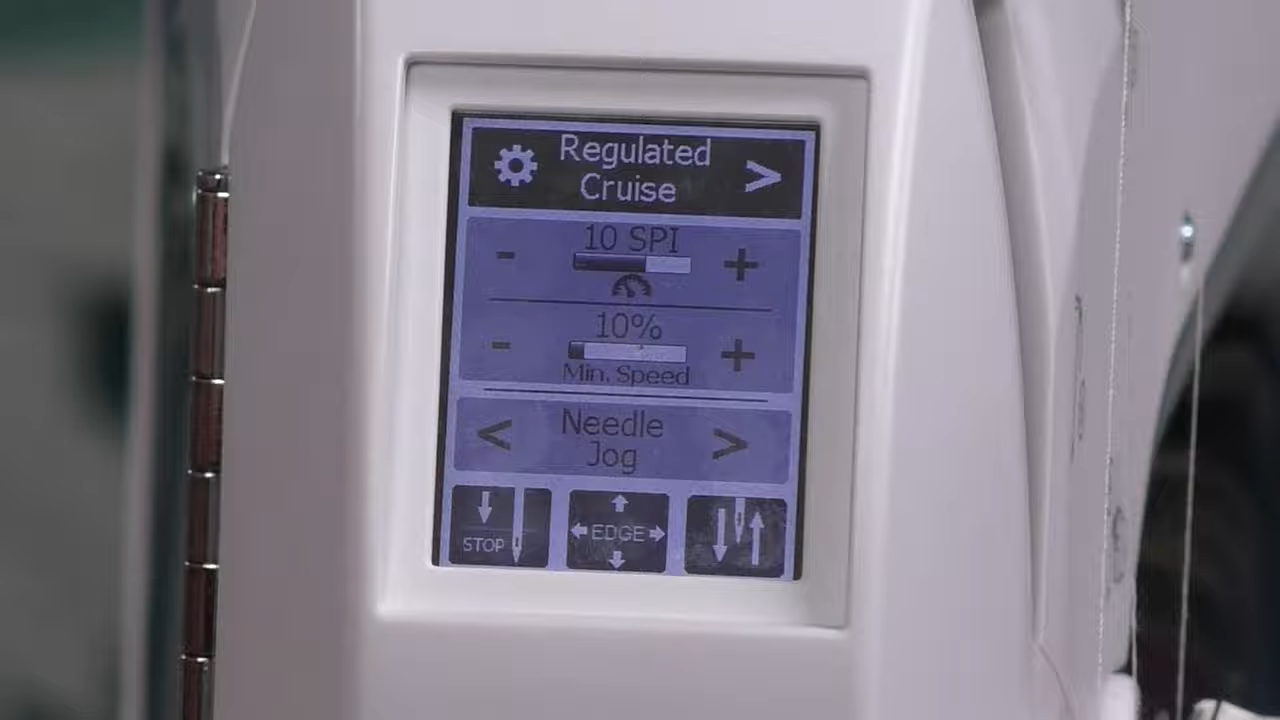 Regulated
Cruise
>
10 SPI
- +
10%
- +
Min. Speed
< Needle >
Jog
STOP
EDGE